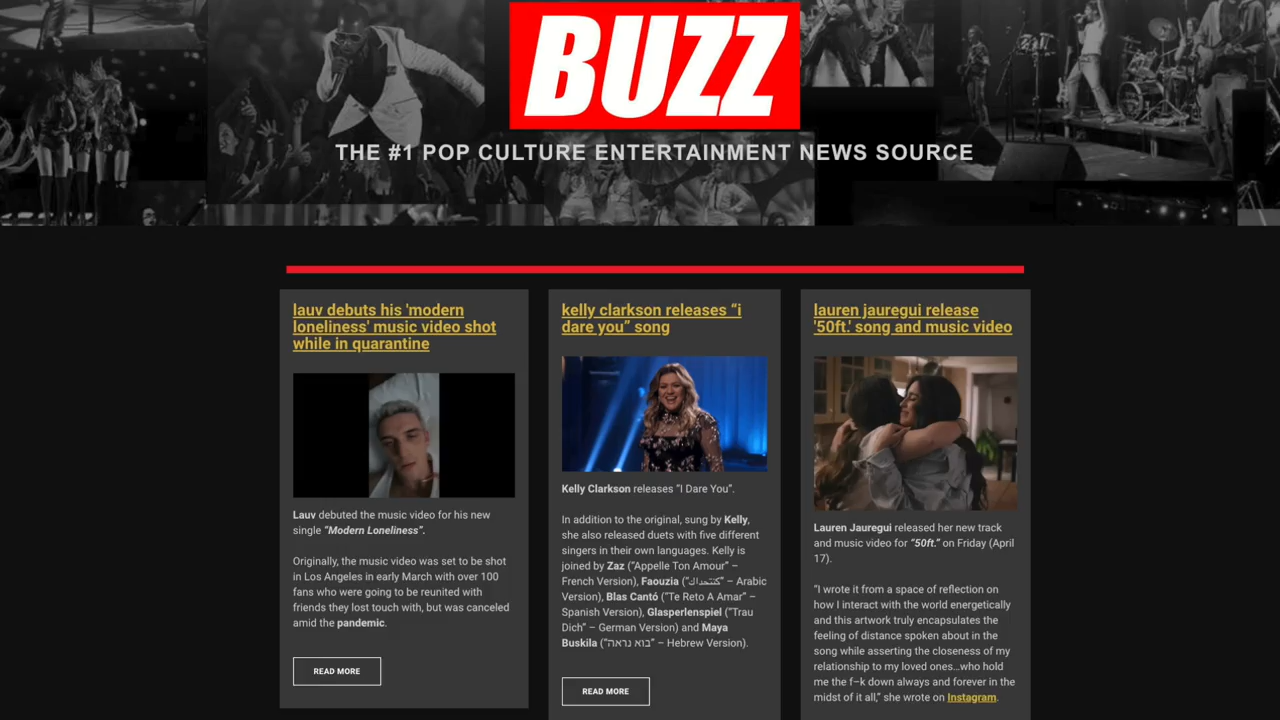 BUZZ
THE #1 POP CULTURE ENTERTAINMENT NEWS SOURCE
lauv debuts his 'modern
loneliness' music video shot
while in quarantine
Lauv debuted the music video for his new
single “Modern Loneliness”.
Originally, the music video was set to be shot
in Los Angeles in early March with over 100
fans who were going to be reunited with
friends they lost touch with, but was canceled
amid the pandemic.
READ MORE
kelly clarkson releases “i
dare you” song
Kelly Clarkson releases “I Dare You”.
In addition to the original, sung by Kelly,
she also released duets with five different
singers in their own languages. Kelly is
joined by Zaz (“Appelle Ton Amour” –
French Version), Faouzia (“كنتحداك” – Arabic
Version), Blas Cantó (“Te Reto A Amar” –
Spanish Version), Glasperlenspiel (“Trau
Dich” – German Version) and Maya
Buskila (“בוא נראה” – Hebrew Version).
READ MORE
lauren jauregui release
'50ft.' song and music video
Lauren Jauregui released her new track
and music video for “50ft.” on Friday (April
17).
“I wrote it from a space of reflection on
how I interact with the world energetically
and this artwork truly encapsulates the
feeling of distance spoken about in the
song while asserting the closeness of my
relationship to my loved ones…who hold
me the f–k down always and forever in the
midst of it all,” she wrote on Instagram.